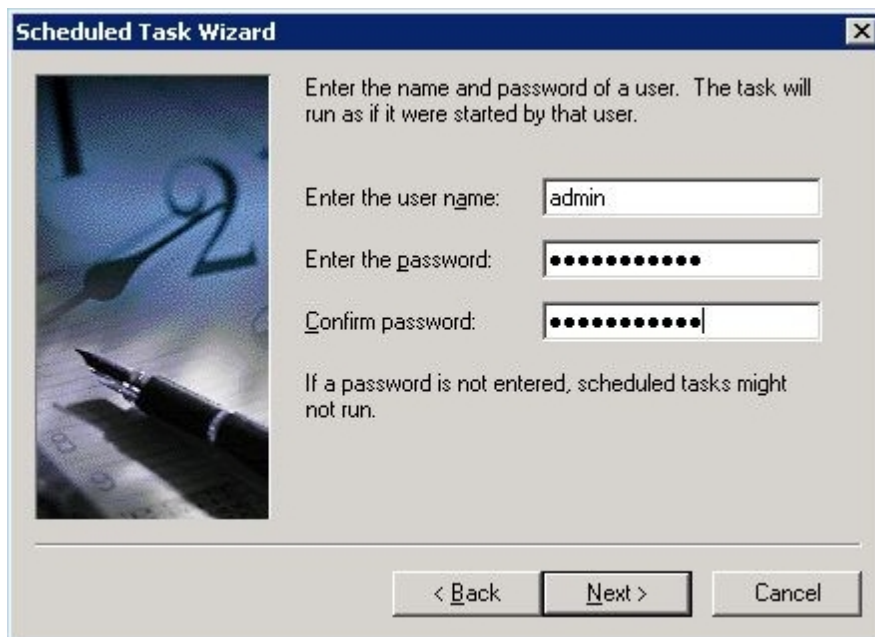 Scheduled Task Wizard
Enter the name and password of a user. The task will
run as if it were started by that user.
Enter the user name: admin
Enter the password: ●●●●●●●●●●●
Confirm password: ●●●●●●●●●●●
If a password is not entered, scheduled tasks might
not run.
< Back Next > Cancel